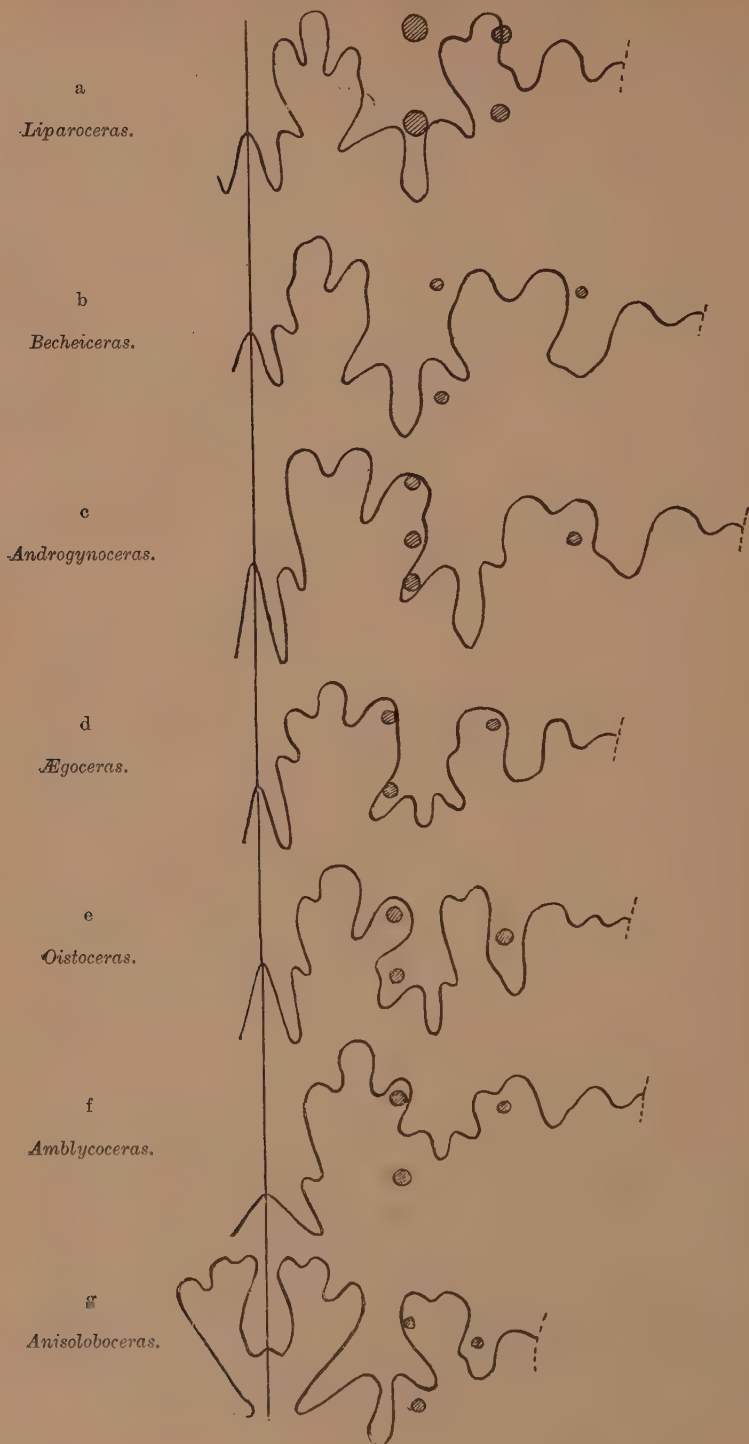 a
Liparoceras.
b
Becheiceras.
c
Androgynoceras.
d
Ægoceras.
e
Oistoceras.
f
Amblycoceras.
g
Anisoloboceras.